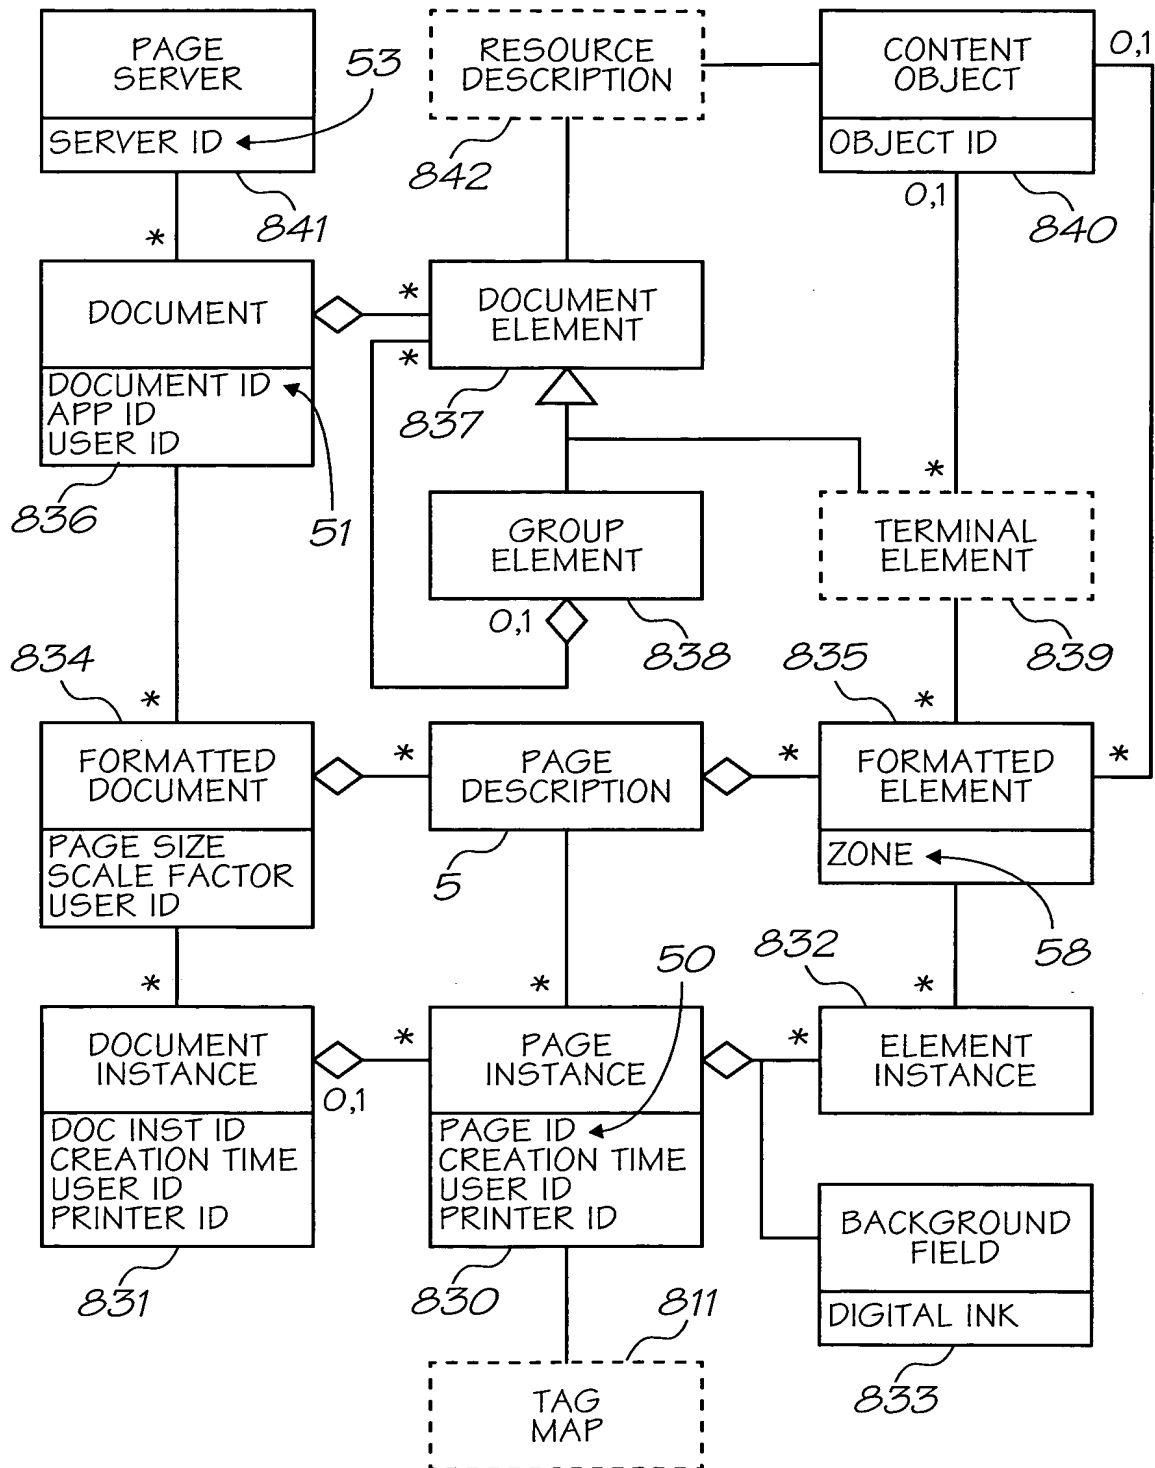 PAGE
SERVER
SERVER ID
53
841
RESOURCE
DESCRIPTION
842
CONTENT
OBJECT
OBJECT ID
0,1
0,1
840
*
DOCUMENT
DOCUMENT ID
APP ID
USER ID
836
51
*
*
DOCUMENT
ELEMENT
837
GROUP
ELEMENT
0,1
838
*
TERMINAL
ELEMENT
839
834
*
FORMATTED
DOCUMENT
PAGE SIZE
SCALE FACTOR
USER ID
*
PAGE
DESCRIPTION
5
835
*
*
*
FORMATTED
ELEMENT
ZONE
58
*
DOCUMENT
INSTANCE
0,1
DOC INST ID
CREATION TIME
USER ID
PRINTER ID
831
*
*
50
PAGE
INSTANCE
PAGE ID
CREATION TIME
USER ID
PRINTER ID
830
832
*
*
ELEMENT
INSTANCE
BACKGROUND
FIELD
DIGITAL INK
833
811
TAG
MAP